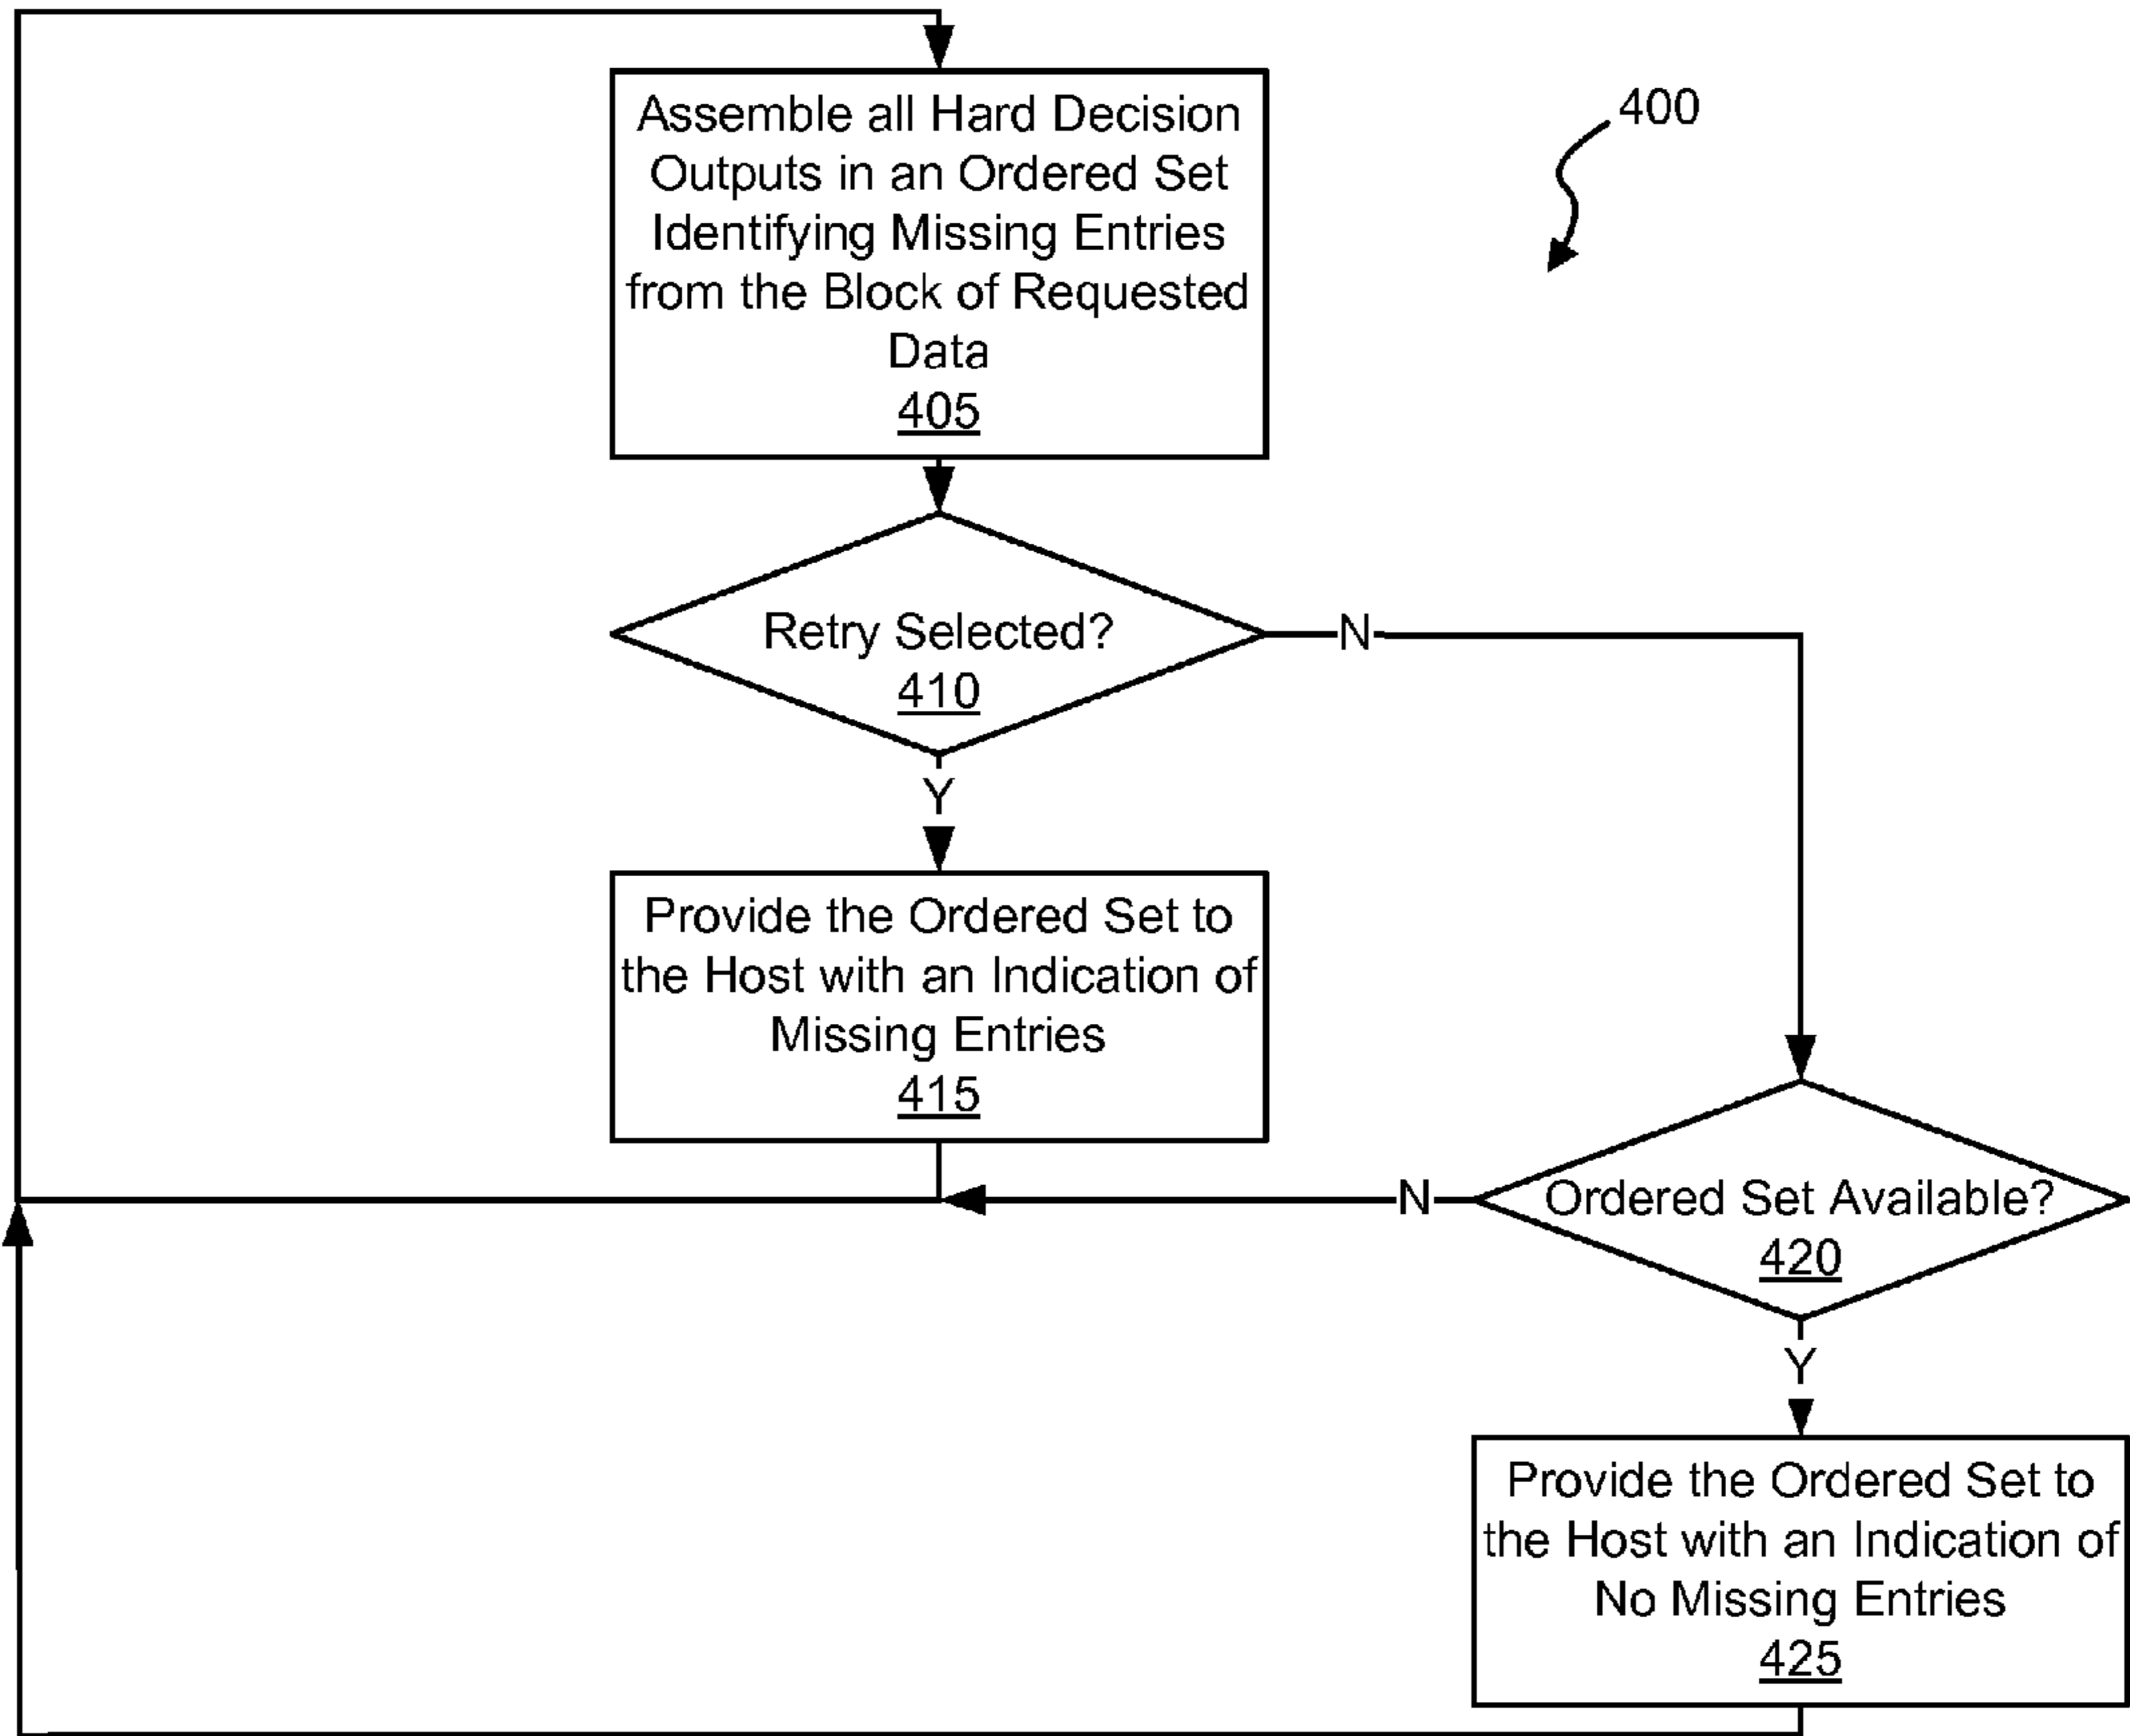 400
Assemble all Hard Decision
Outputs in an Ordered Set
Identifying Missing Entries
from the Block of Requested
Data
405
Retry Selected?
410
N
Y
Provide the Ordered Set to
the Host with an Indication of
Missing Entries
415
N
Ordered Set Available?
420
Y
Provide the Ordered Set to
the Host with an Indication of
No Missing Entries
425